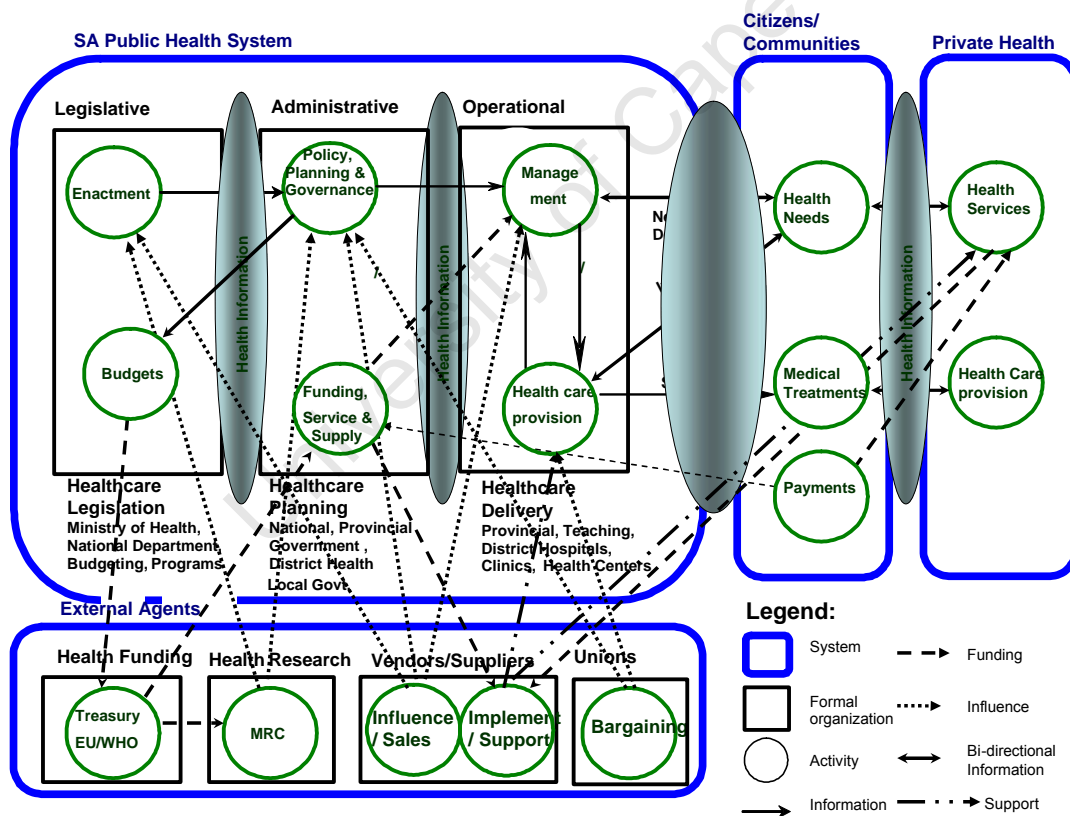 SA Public Health System
Citizens/
Communities
Private Health
Legislative
Administrative
Operational
Enactment
Policy,
Planning &
Governance
Manage
ment
Health
Needs
Health
Services
No
D
Health Information
Health Information
Health Information
/
/
Budgets
Funding,
Service &
Supply
Health care
provision
Medical
Treatments
Health Care
provision
Payments
Healthcare
Legislation
Ministry of Health,
National Department
Budgeting, Programs
Healthcare
Planning
National, Provincial
Government ,
District Health
Local Govt
Healthcare
Delivery
Provincial, Teaching,
District Hospitals,
Clinics, Health Centers
University of Cape
External Agents
Health Funding
Health Research
Vendors/Suppliers
Unions
Treasury
EU/WHO
MRC
Influence
/ Sales
Implement
/ Support
Bargaining
Legend:
System
Funding
Formal
organization
Influence
Activity
Bi-directional
Information
Information
Support